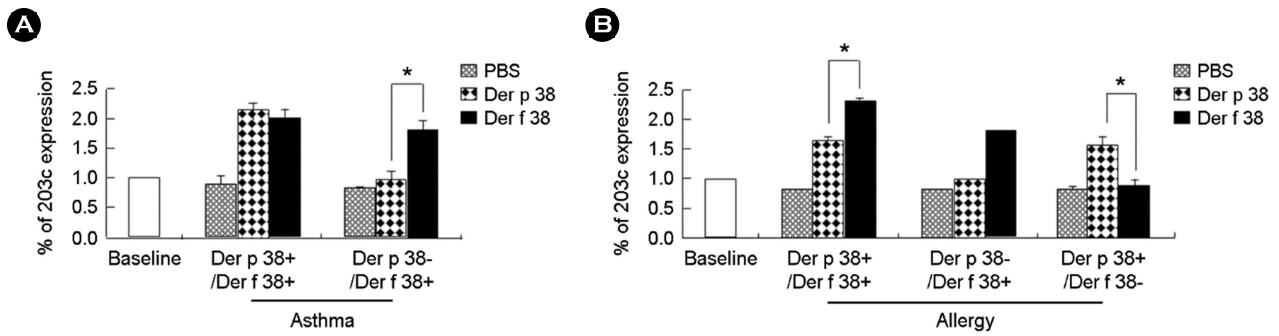 A
% of 203c expression
2.5
2.0
1.5
1.0
0.5
0.0
*
PBS
Der p 38
Der f 38
Baseline
Der p 38+
/Der f 38+
Der p 38-
/Der f 38+
Asthma
B
% of 203c expression
2.5
2.0
1.5
1.0
0.5
0.0
*
*
PBS
Der p 38
Der f 38
Baseline
Der p 38+
/Der f 38+
Der p 38-
/Der f 38+
Der p 38+
/Der f 38-
Allergy